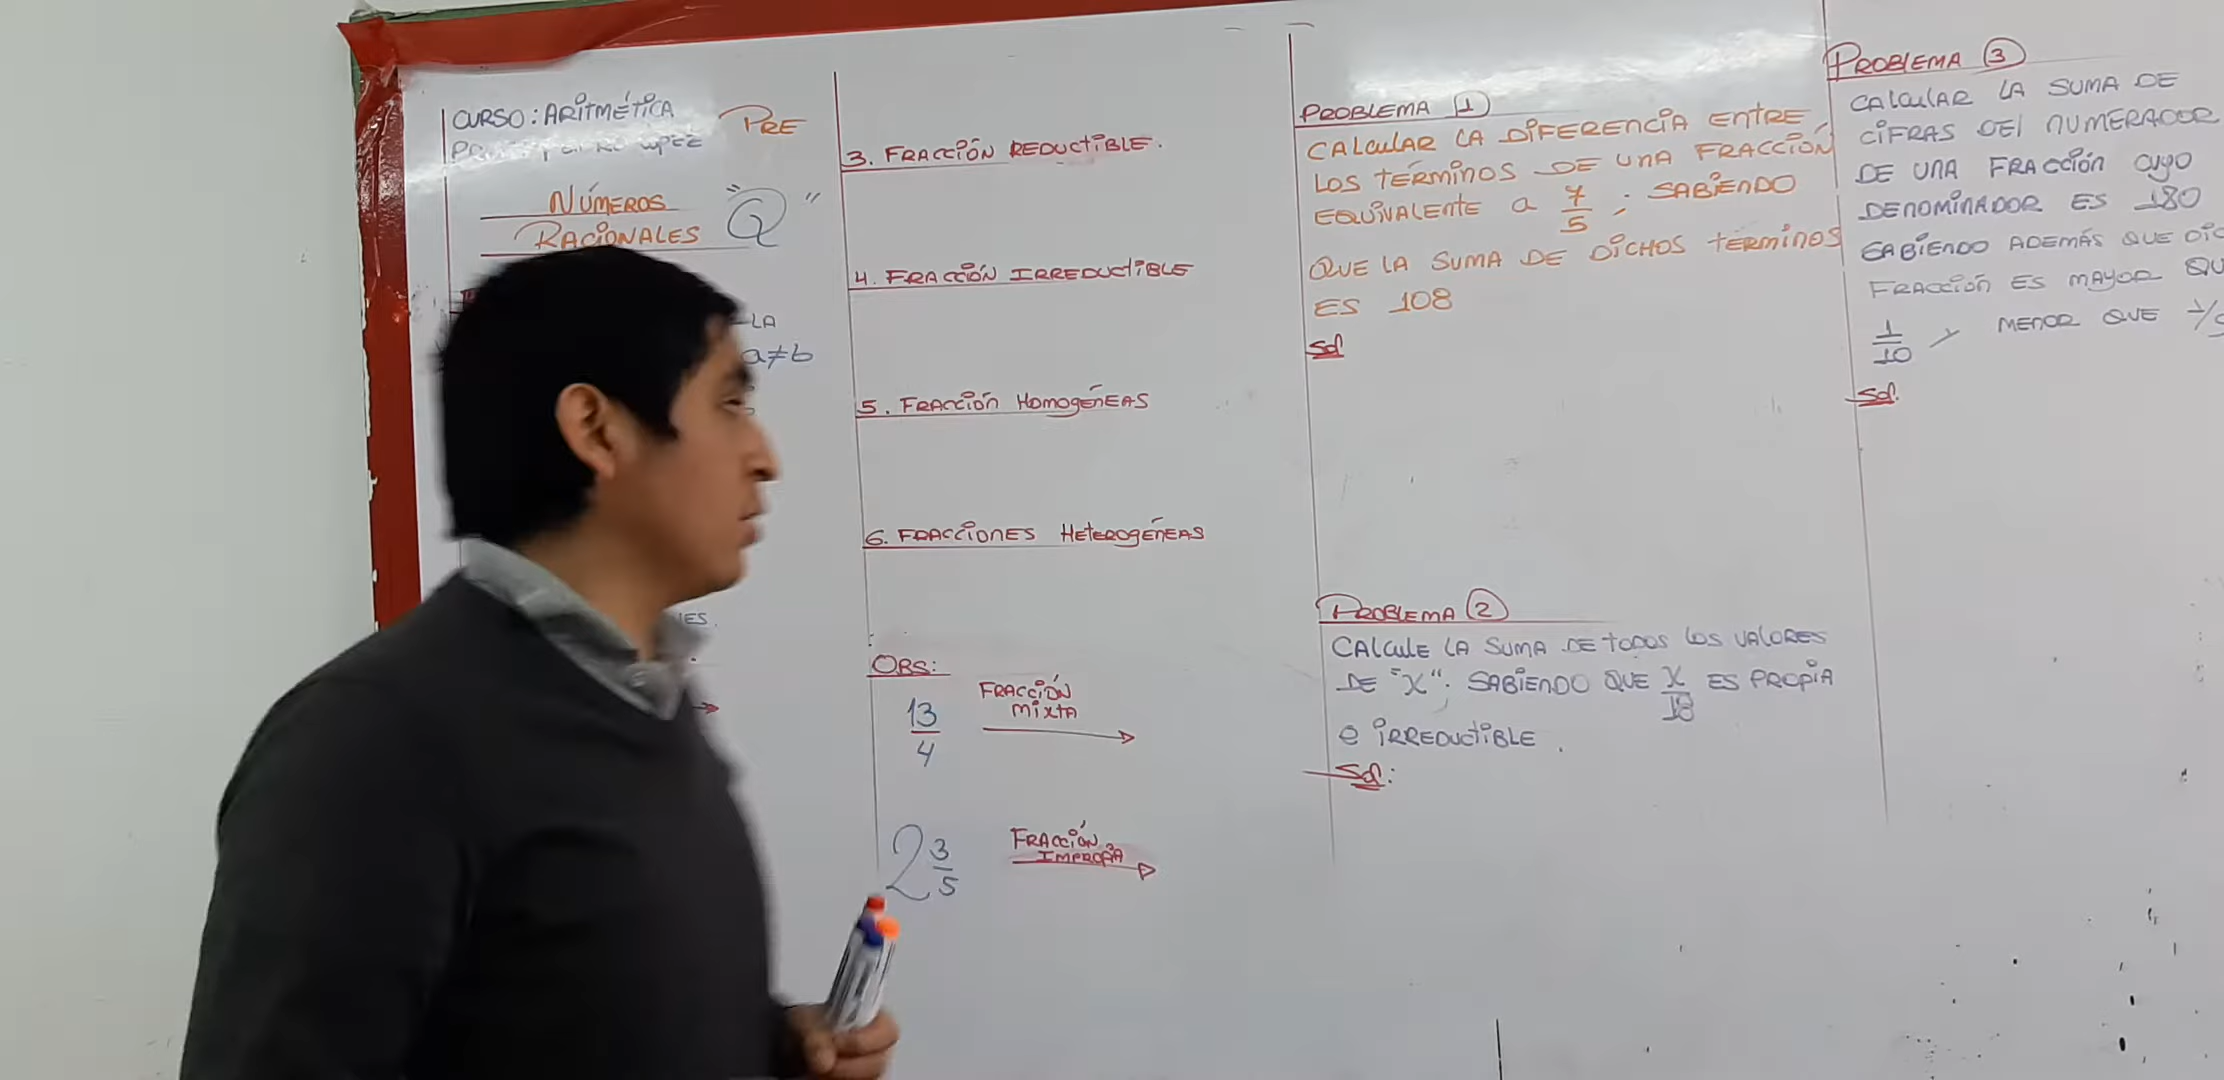 CURSO: ARITMÉTICA
PRE
NÚMEROS
RACIONALES "Q"
LA
a≠b
3. FRACCIÓN REDUCTIBLE.
4. FRACCIÓN IRREDUCTIBLE
5. FRACCIÓN HOMOGÉNEAS
6. FRACCIONES HETEROGÉNEAS
OBS:
13/4 FRACCIÓN MIXTA
2 3/5 FRACCIÓN IMPROPIA
PROBLEMA 1
CALCULAR LA DIFERENCIA ENTRE
LOS TÉRMINOS DE UNA FRACCIÓN
EQUIVALENTE A 7/5 ; SABIENDO
QUE LA SUMA DE DICHOS TERMINOS
ES 108
Sol
PROBLEMA 2
CALCULE LA SUMA DE TODOS LOS VALORES
DE "X"; SABIENDO QUE X/18 ES PROPIA
e IRREDUCTIBLE.
Sol:
PROBLEMA 3
CALCULAR LA SUMA DE
CIFRAS DEL NUMERADOR
DE UNA FRACCIÓN CUYO
DENOMINADOR ES 180
SABIENDO ADEMÁS QUE
FRACCIÓN ES MAYOR
1/10 Y MENOR QUE
Sol.